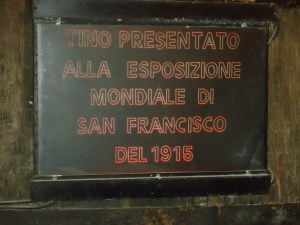 TINO PRESENTATO
ALLA ESPOSIZIONE
MONDIALE DI
SAN FRANCISCO
DEL 1915